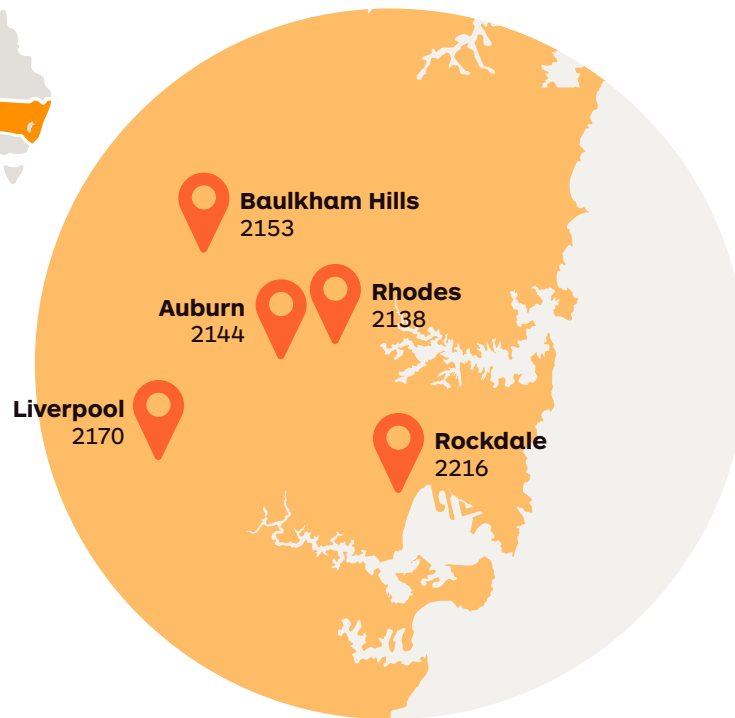 Baulkham Hills
2153
Rhodes
2138
Auburn
2144
Liverpool
2170
Rockdale
2216